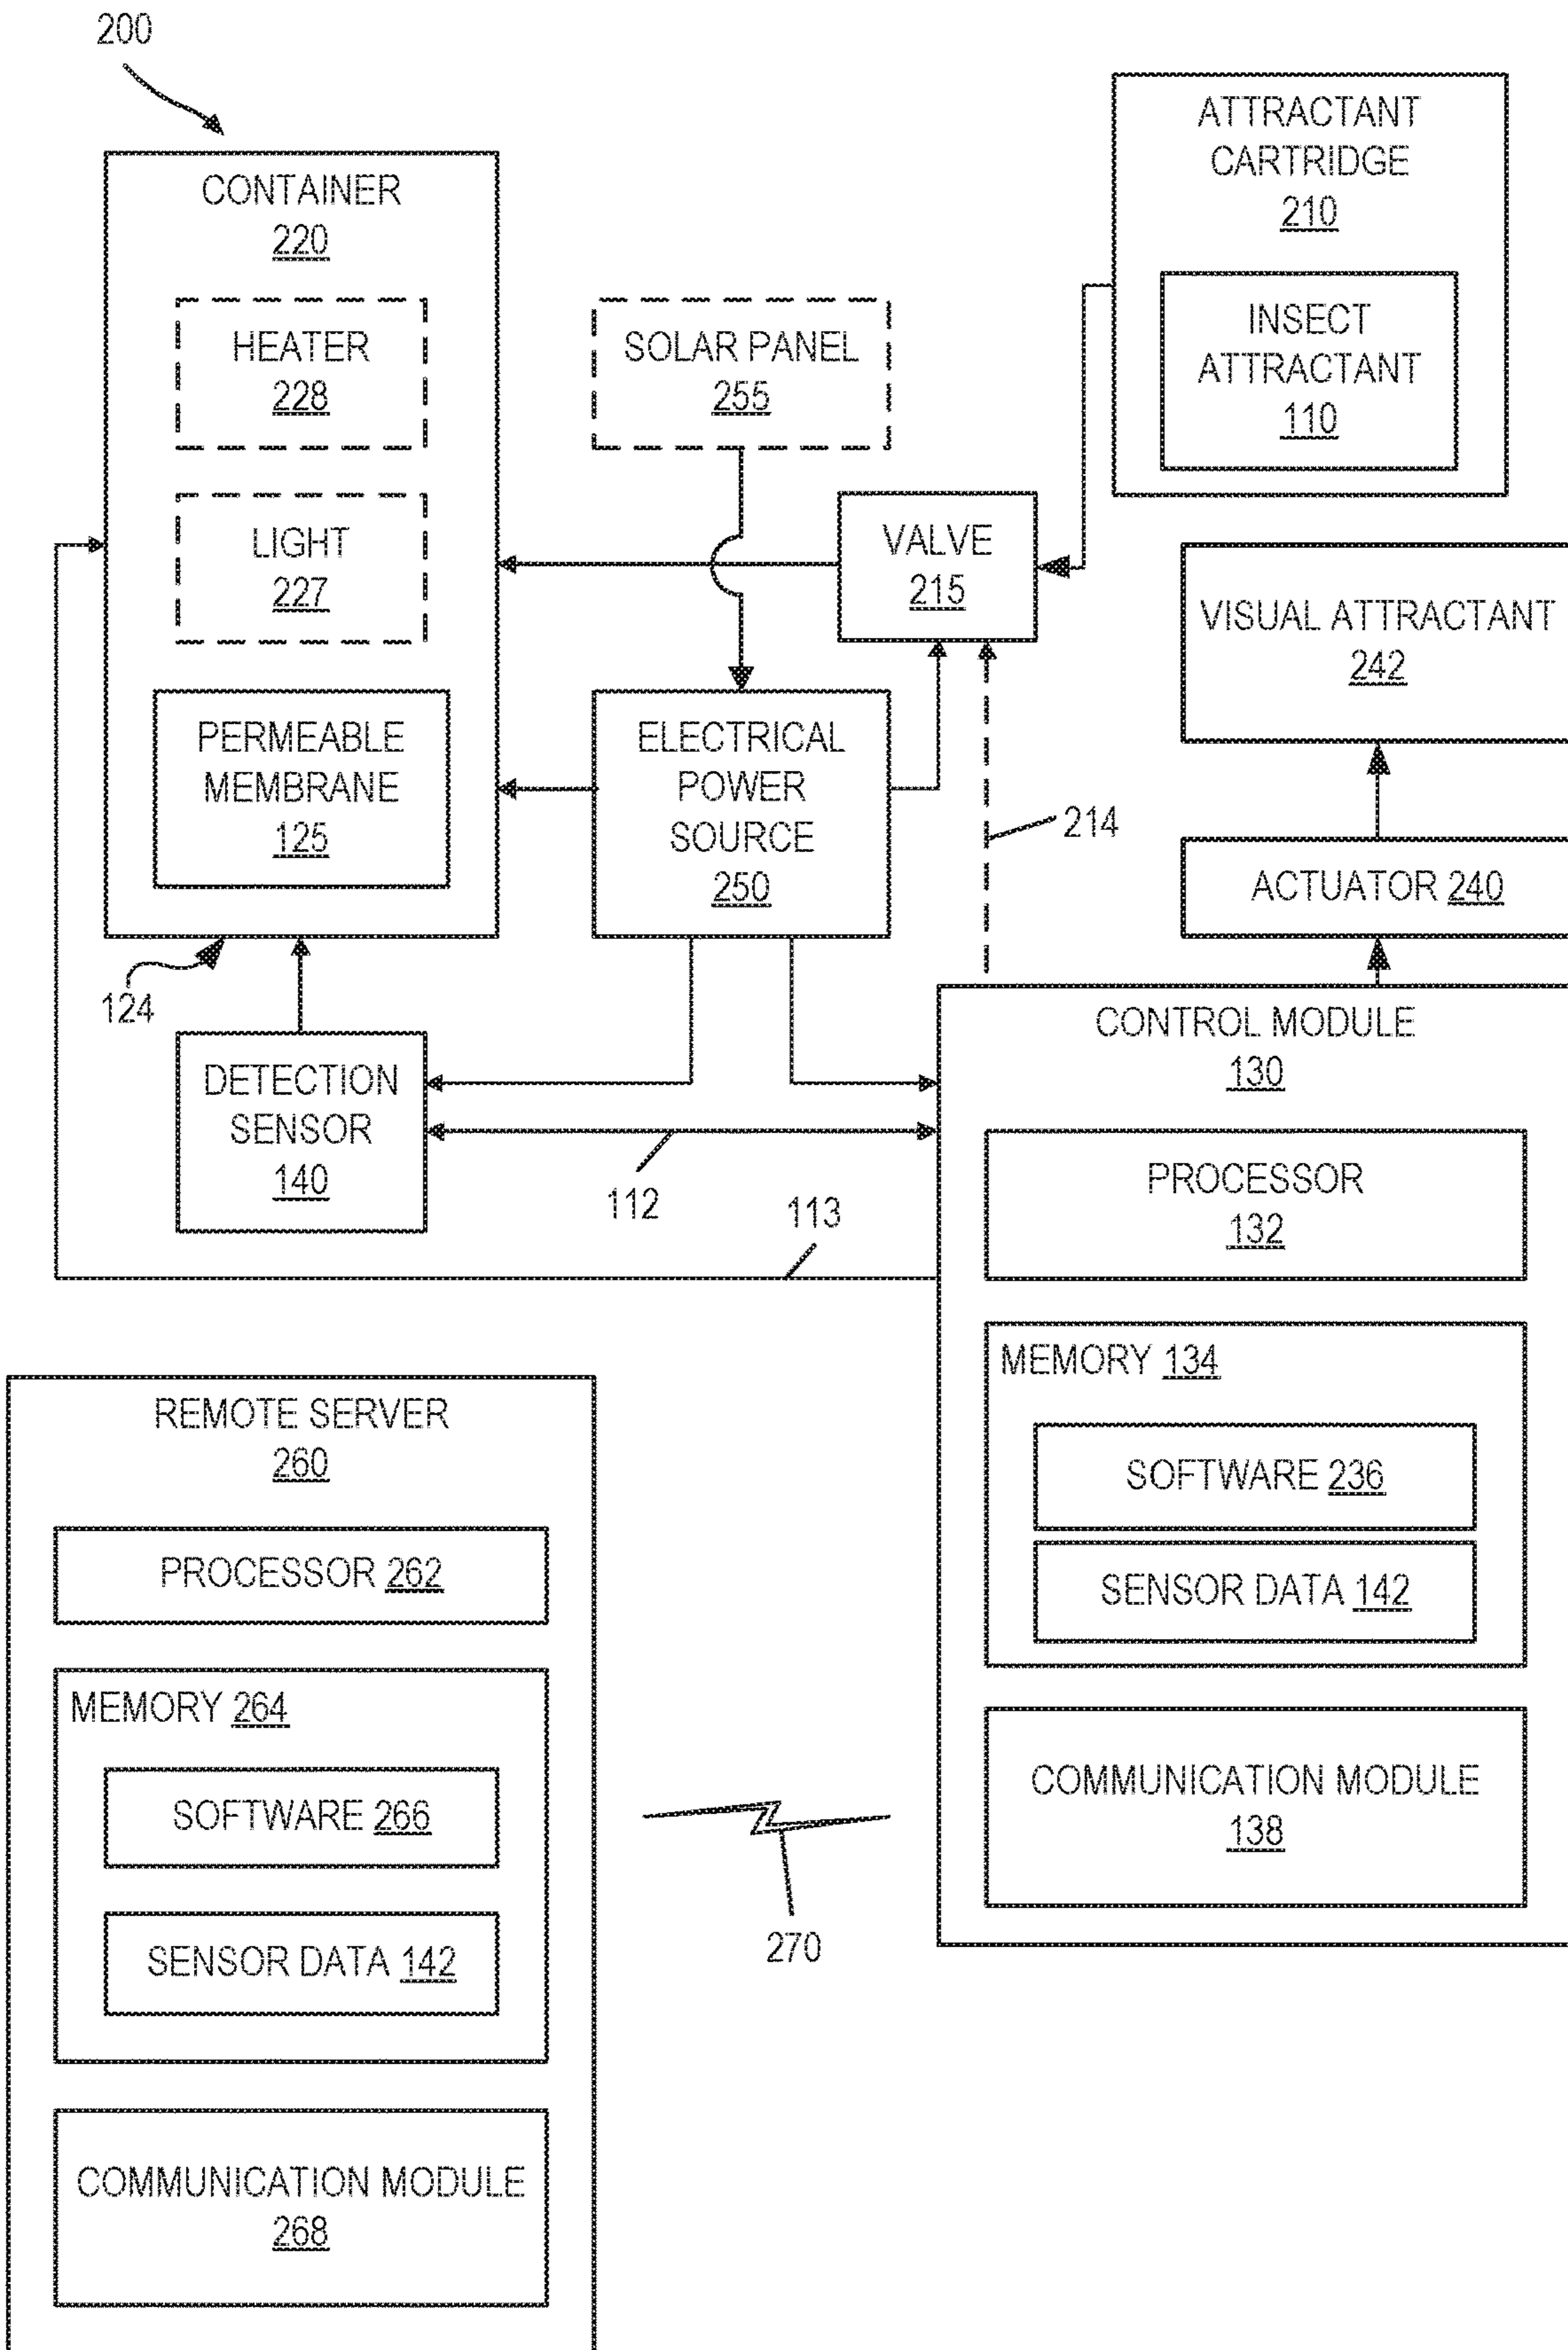 200
CONTAINER
220
HEATER
228
LIGHT
227
PERMEABLE
MEMBRANE
125
124
SOLAR PANEL
255
ATTRACTANT
CARTRIDGE
210
INSECT
ATTRACTANT
110
VALVE
215
VISUAL ATTRACTANT
242
ELECTRICAL
POWER
SOURCE
250
214
ACTUATOR 240
DETECTION
SENSOR
140
112
113
CONTROL MODULE
130
PROCESSOR
132
MEMORY 134
SOFTWARE 236
SENSOR DATA 142
COMMUNICATION MODULE
138
REMOTE SERVER
260
PROCESSOR 262
MEMORY 264
SOFTWARE 266
SENSOR DATA 142
COMMUNICATION MODULE
268
270